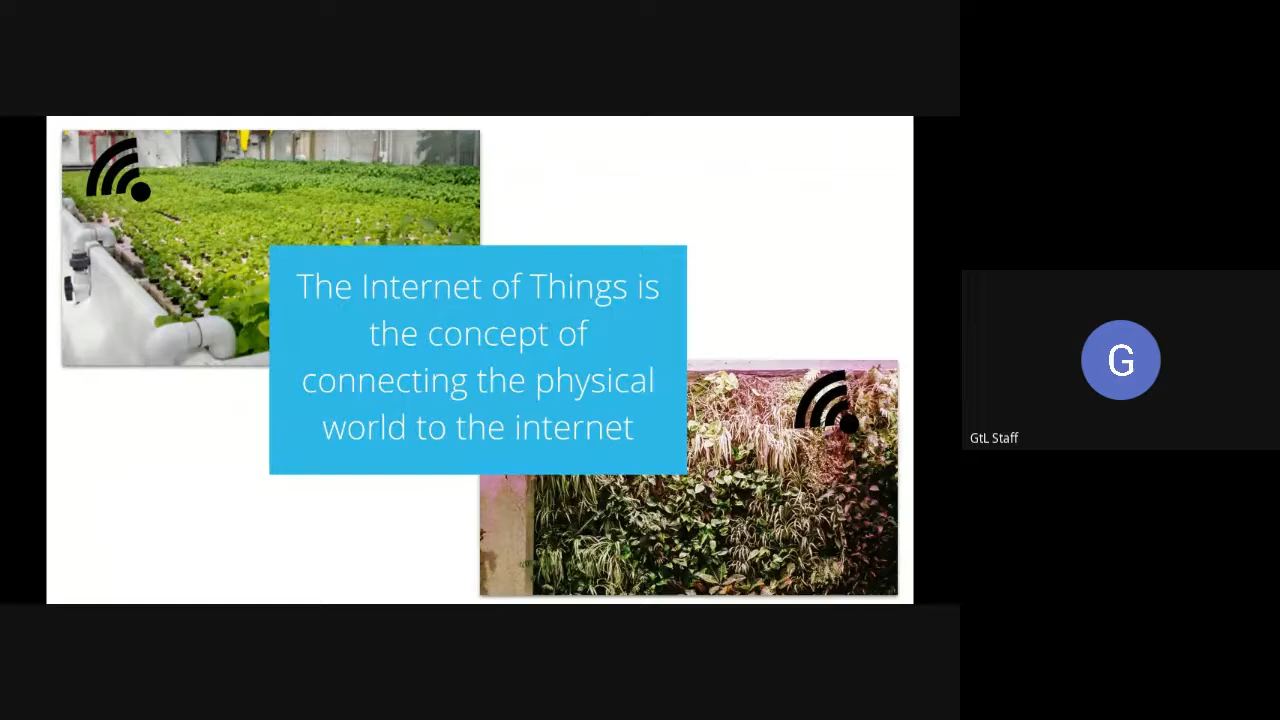 The Internet of Things is
the concept of
connecting the physical
world to the internet
G
GtL Staff